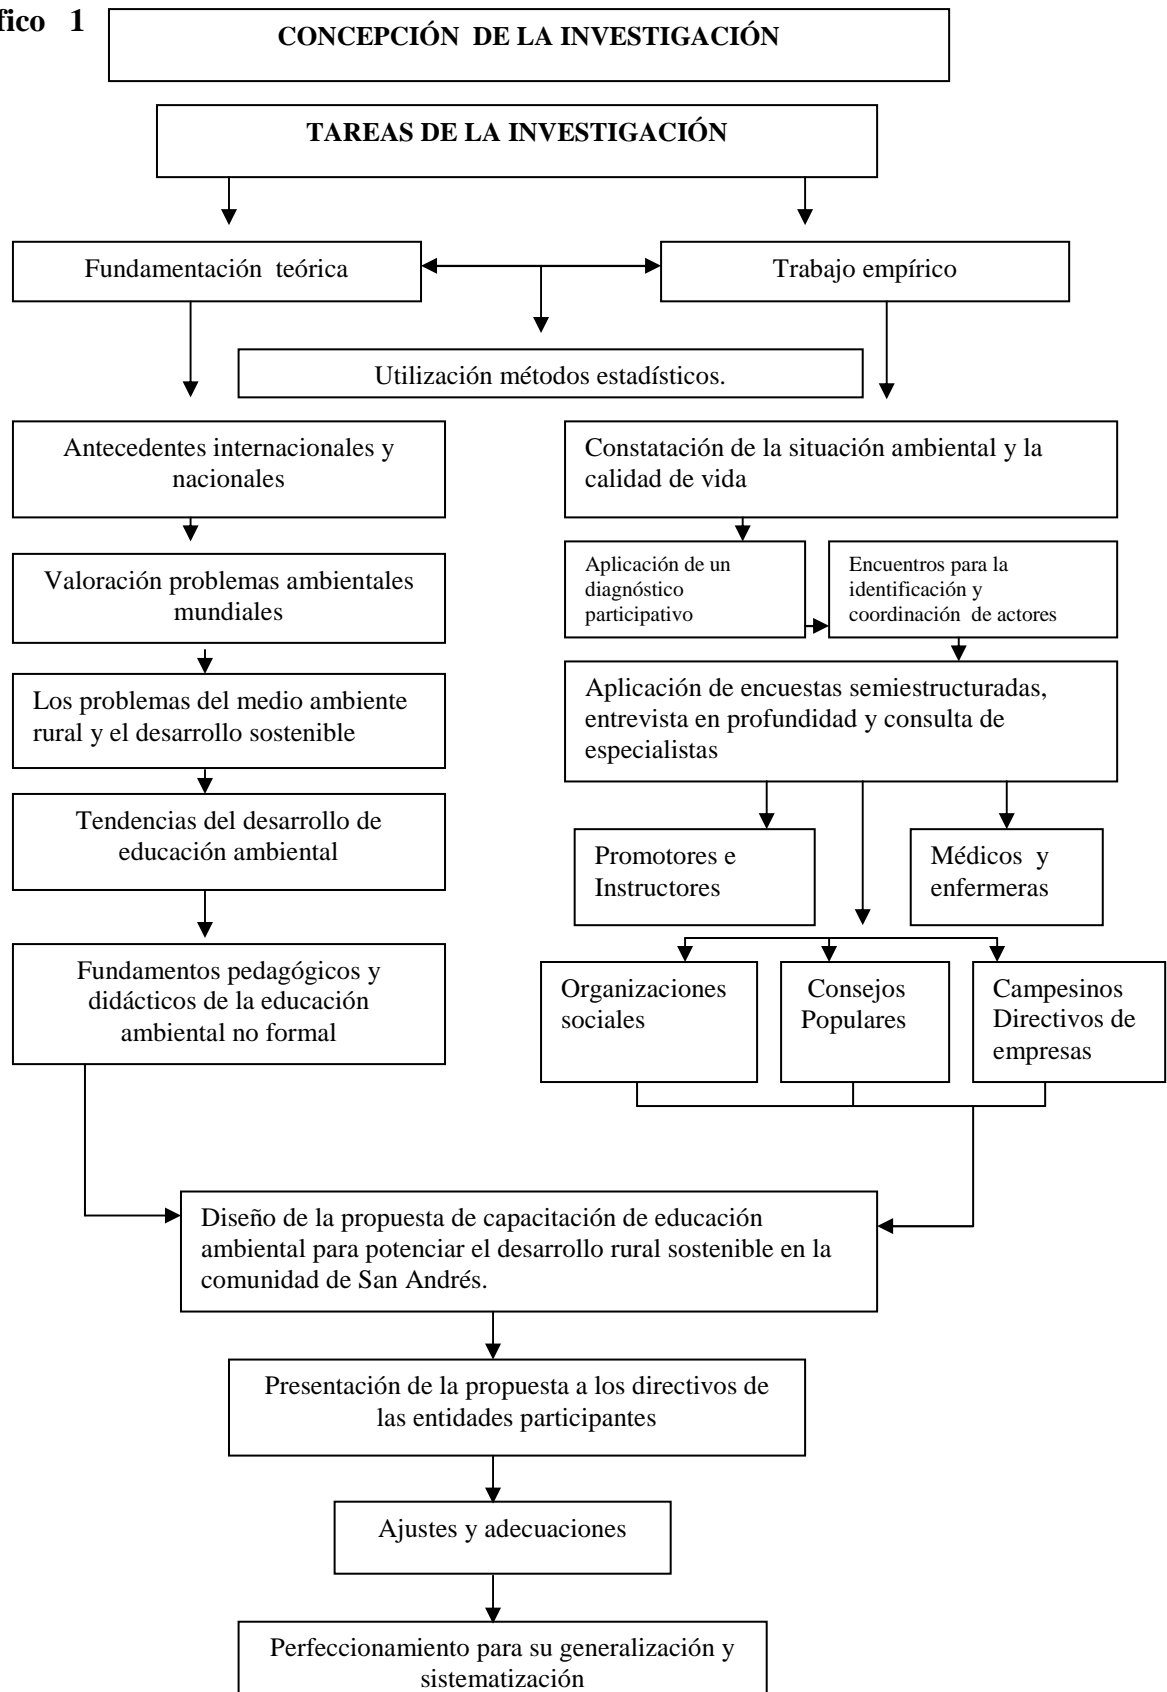 fico 1
CONCEPCIÓN DE LA INVESTIGACIÓN
TAREAS DE LA INVESTIGACIÓN
Fundamentación teórica
Trabajo empírico
Utilización métodos estadísticos.
Antecedentes internacionales y
nacionales
Constatación de la situación ambiental y la
calidad de vida
Valoración problemas ambientales
mundiales
Aplicación de un
diagnóstico
participativo
Encuentros para la
identificación y
coordinación de actores
Los problemas del medio ambiente
rural y el desarrollo sostenible
Aplicación de encuestas semiestructuradas,
entrevista en profundidad y consulta de
especialistas
Tendencias del desarrollo de
educación ambiental
Promotores e
Instructores
Médicos y
enfermeras
Fundamentos pedagógicos y
didácticos de la educación
ambiental no formal
Organizaciones
sociales
Consejos
Populares
Campesinos
Directivos de
empresas
Diseño de la propuesta de capacitación de educación
ambiental para potenciar el desarrollo rural sostenible en la
comunidad de San Andrés.
Presentación de la propuesta a los directivos de
las entidades participantes
Ajustes y adecuaciones
Perfeccionamiento para su generalización y
sistematización